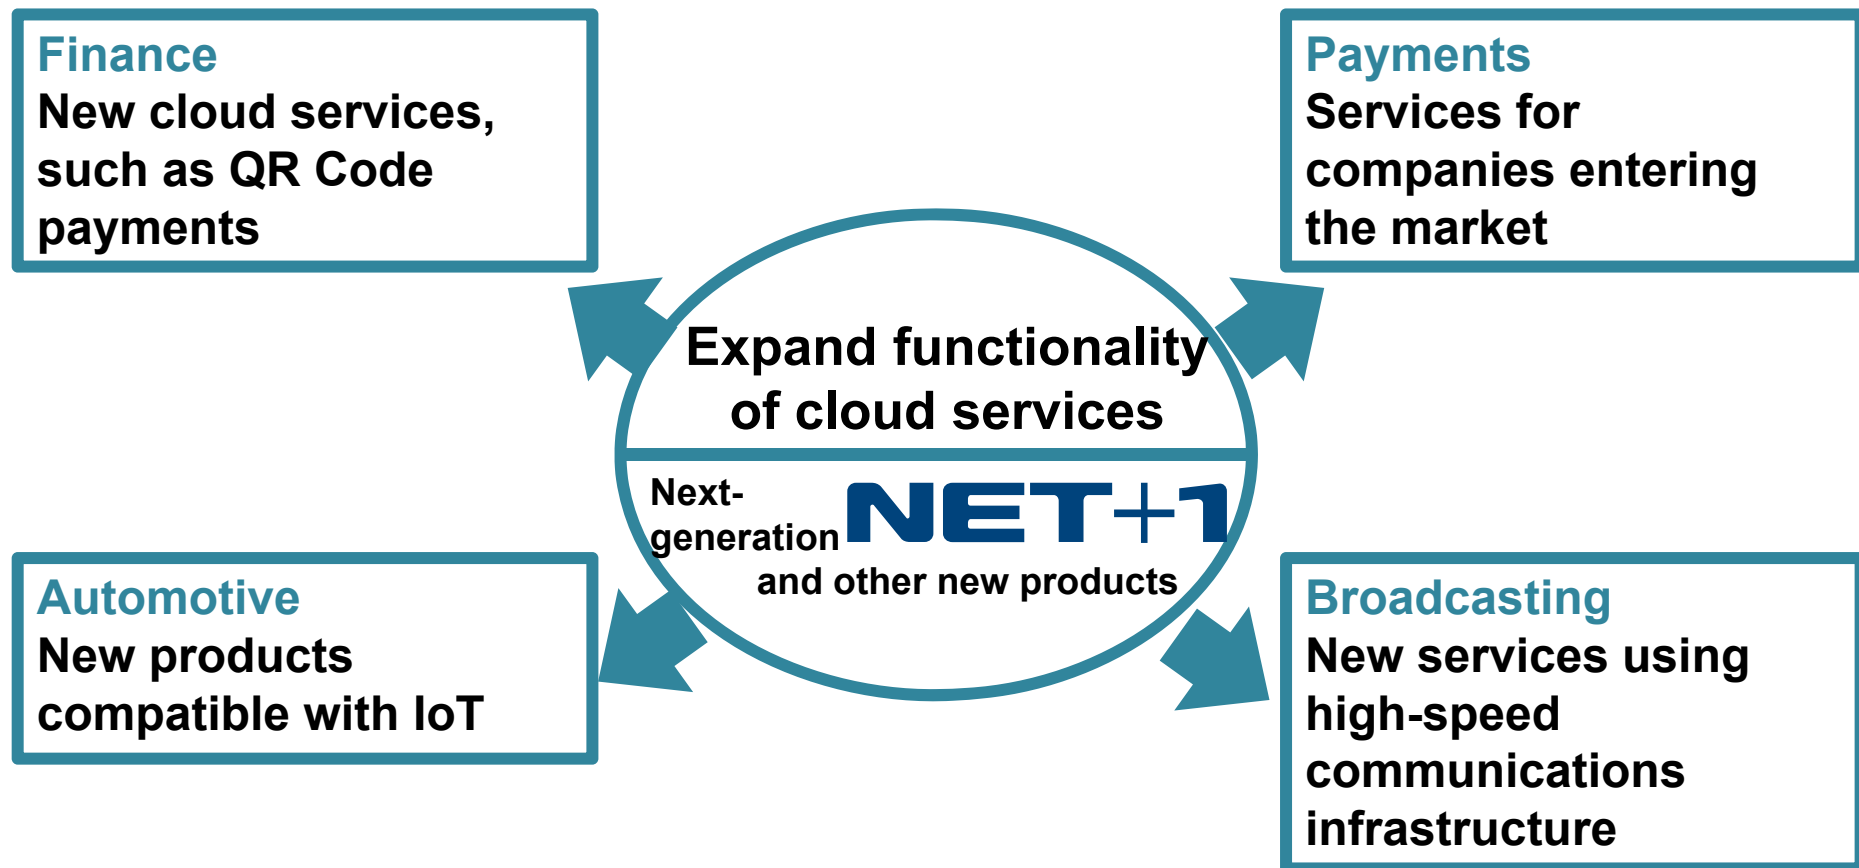 Finance
New cloud services,
such as QR Code
payments
Payments
Services for
companies entering
the market
Expand functionality
of cloud services
Next-
generation NET+1
and other new products
Automotive
New products
compatible with IoT
Broadcasting
New services using
high-speed
communications
infrastructure